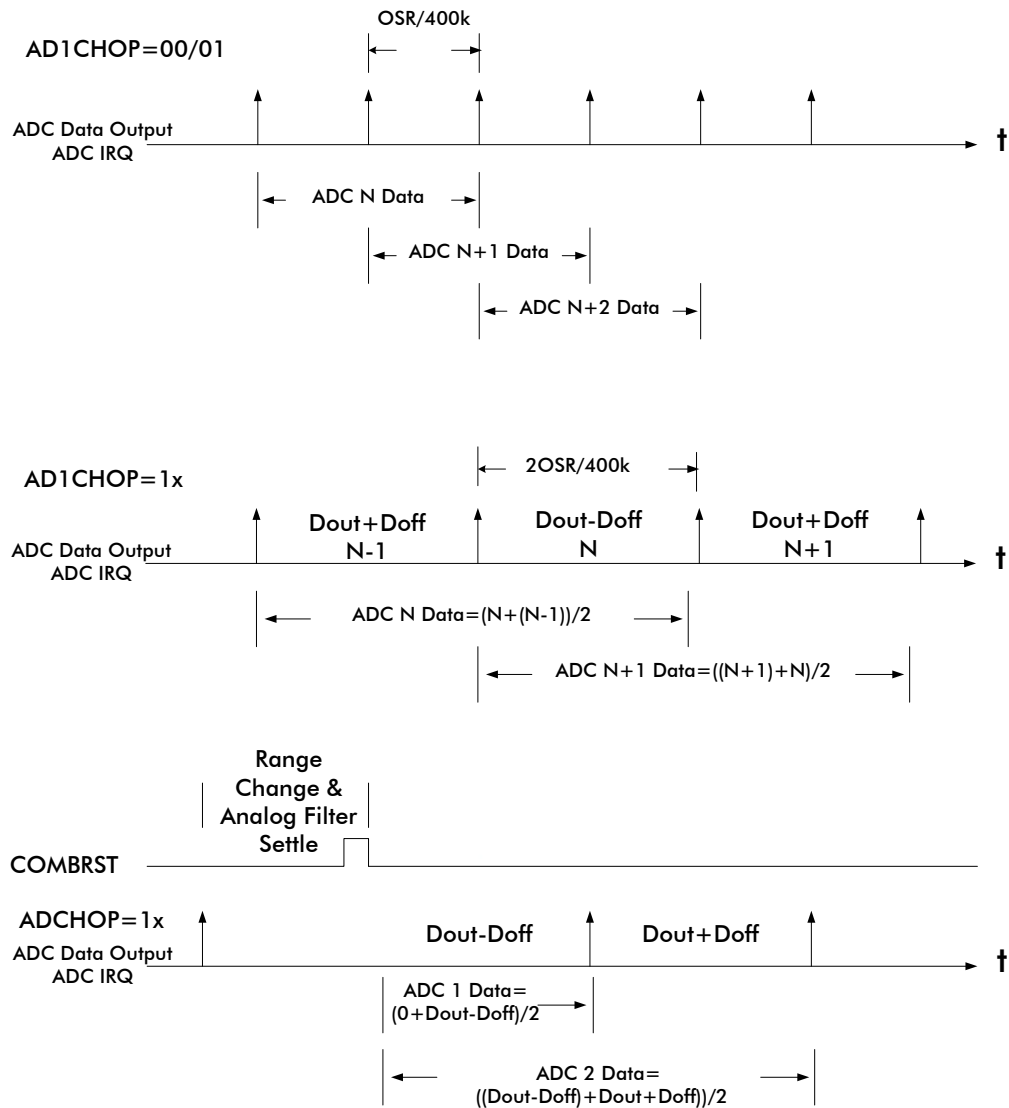 OSR/400k
AD1CHOP=00/01
ADC Data Output
ADC IRQ
t
ADC N Data
ADC N+1 Data
ADC N+2 Data
2OSR/400k
AD1CHOP=1x
Dout+Doff
N-1
Dout-Doff
N
Dout+Doff
N+1
ADC Data Output
ADC IRQ
t
ADC N Data=(N+(N-1))/2
ADC N+1 Data=((N+1)+N)/2
Range
Change &
Analog Filter
Settle
COMBRST
ADCHOP=1x
ADC Data Output
ADC IRQ
Dout-Doff
Dout+Doff
t
ADC 1 Data=
(0+Dout-Doff)/2
ADC 2 Data=
((Dout-Doff)+Dout+Doff))/2